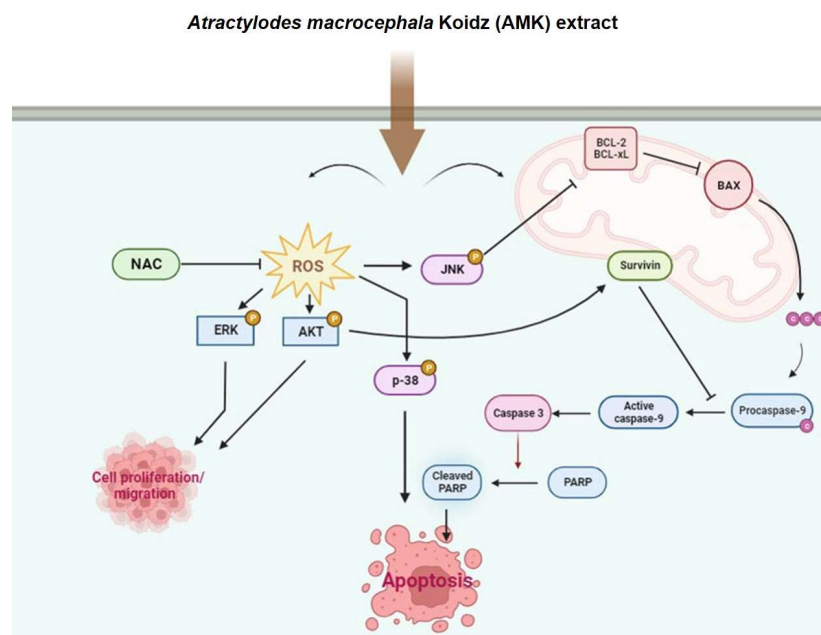 Atractylodes macrocephala Koidz (AMK) extract
BCL-2
BCL-xL
BAX
NAC
ROS
P
JNK
Survivin
P
ERK
P
AKT
c
c
c
P
p-38
Caspase 3
Active
caspase-9
Procaspase-9
c
Cell proliferation/
migration
Cleaved
PARP
PARP
Apoptosis